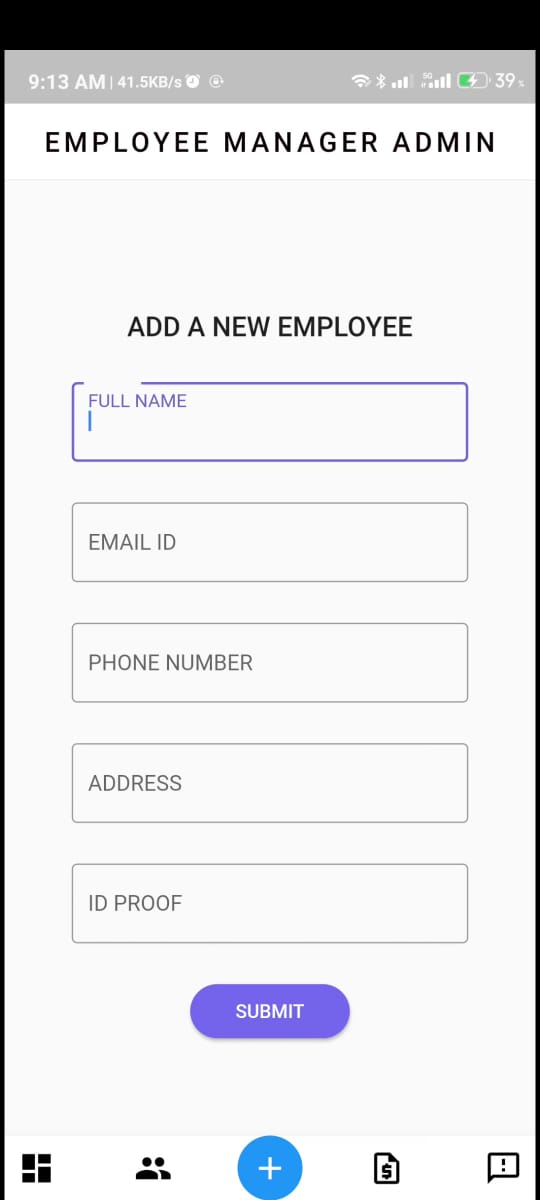 9:13 AM | 41.5KB/s 5G 39%
EMPLOYEE MANAGER ADMIN
ADD A NEW EMPLOYEE
FULL NAME
EMAIL ID
PHONE NUMBER
ADDRESS
ID PROOF
SUBMIT